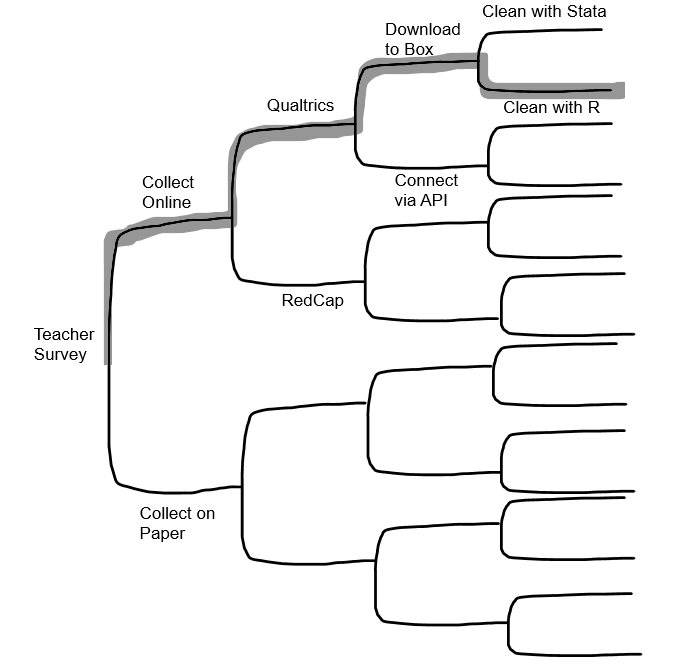 Clean with Stata
Download
to Box
Qualtrics
Clean with R
Collect
Online
Connect
via API
RedCap
Teacher
Survey
Collect on
Paper